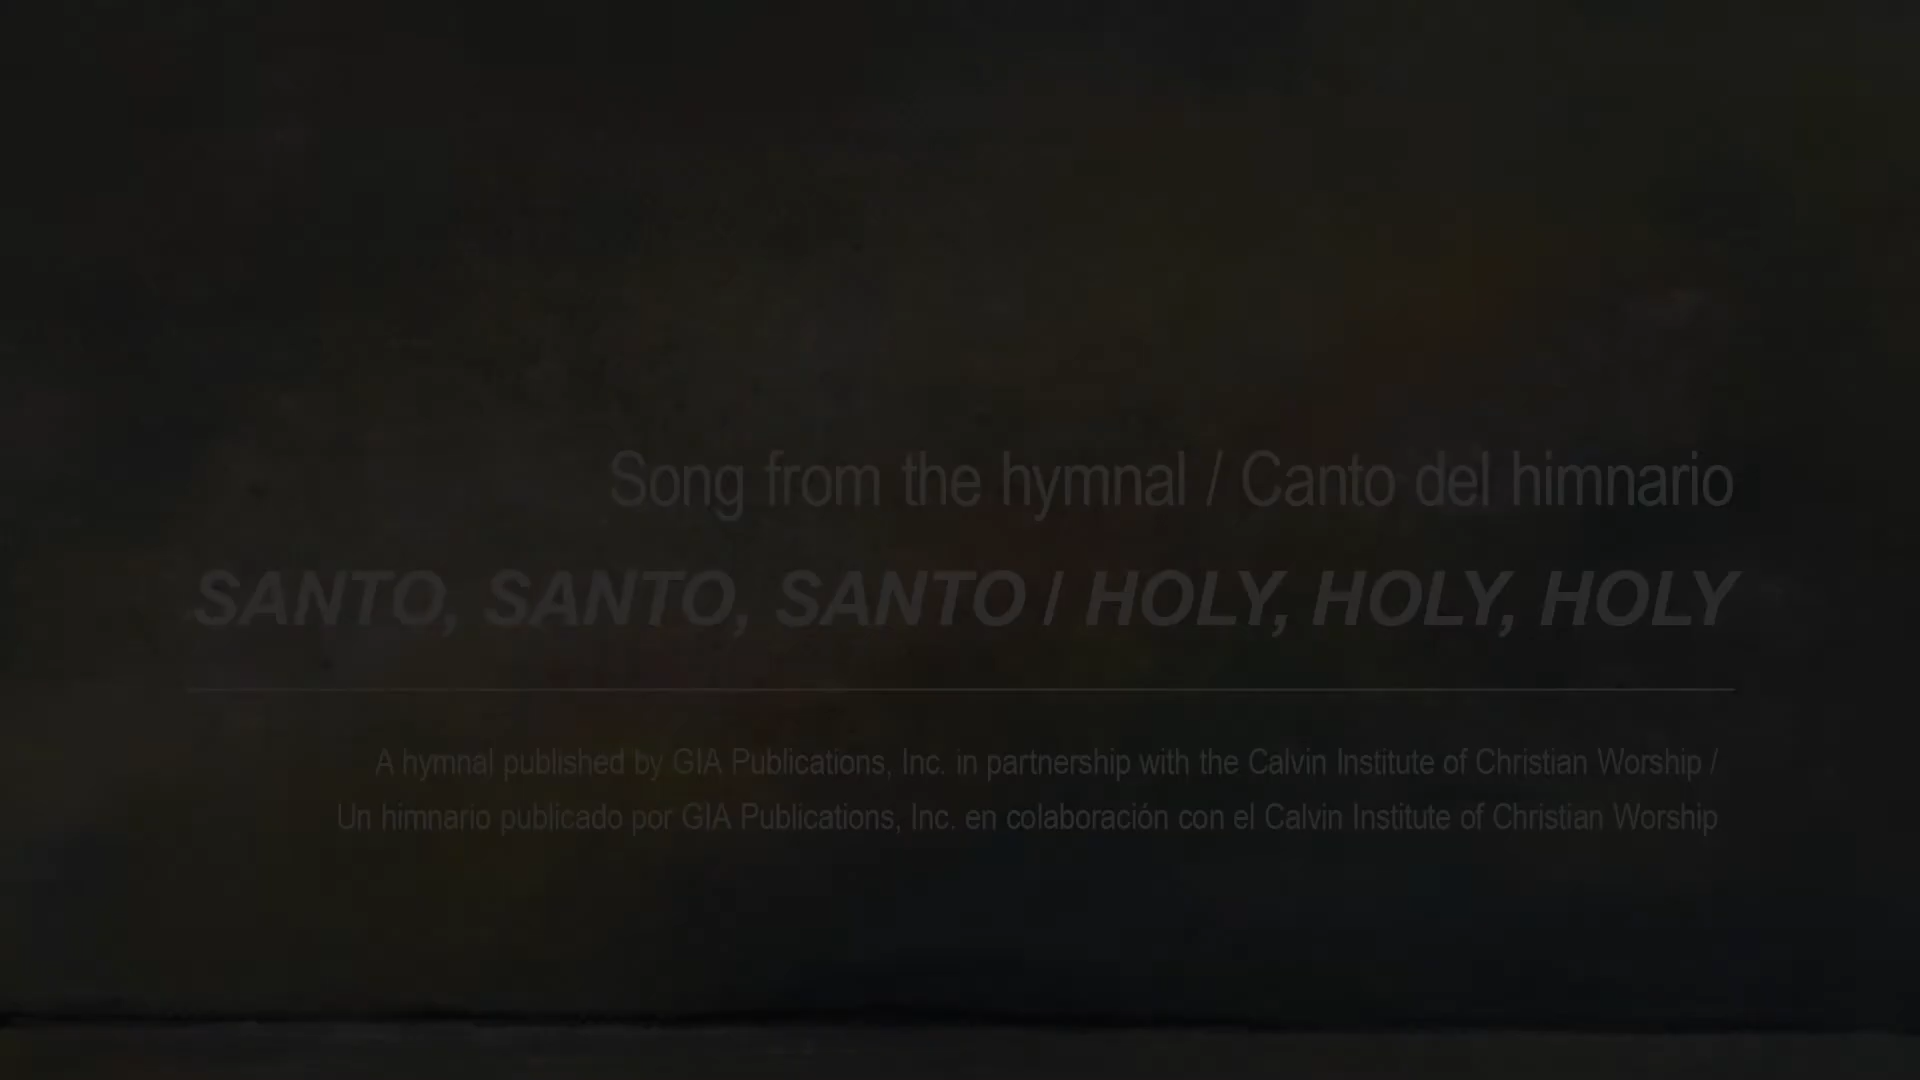 Song from the hymnal / Canto del himnario
SANTO, SANTO, SANTO / HOLY, HOLY, HOLY
A hymnal published by GIA Publications, Inc. in partnership with the Calvin Institute of Christian Worship /
Un himnario publicado por GIA Publications, Inc. en colaboración con el Calvin Institute of Christian Worship